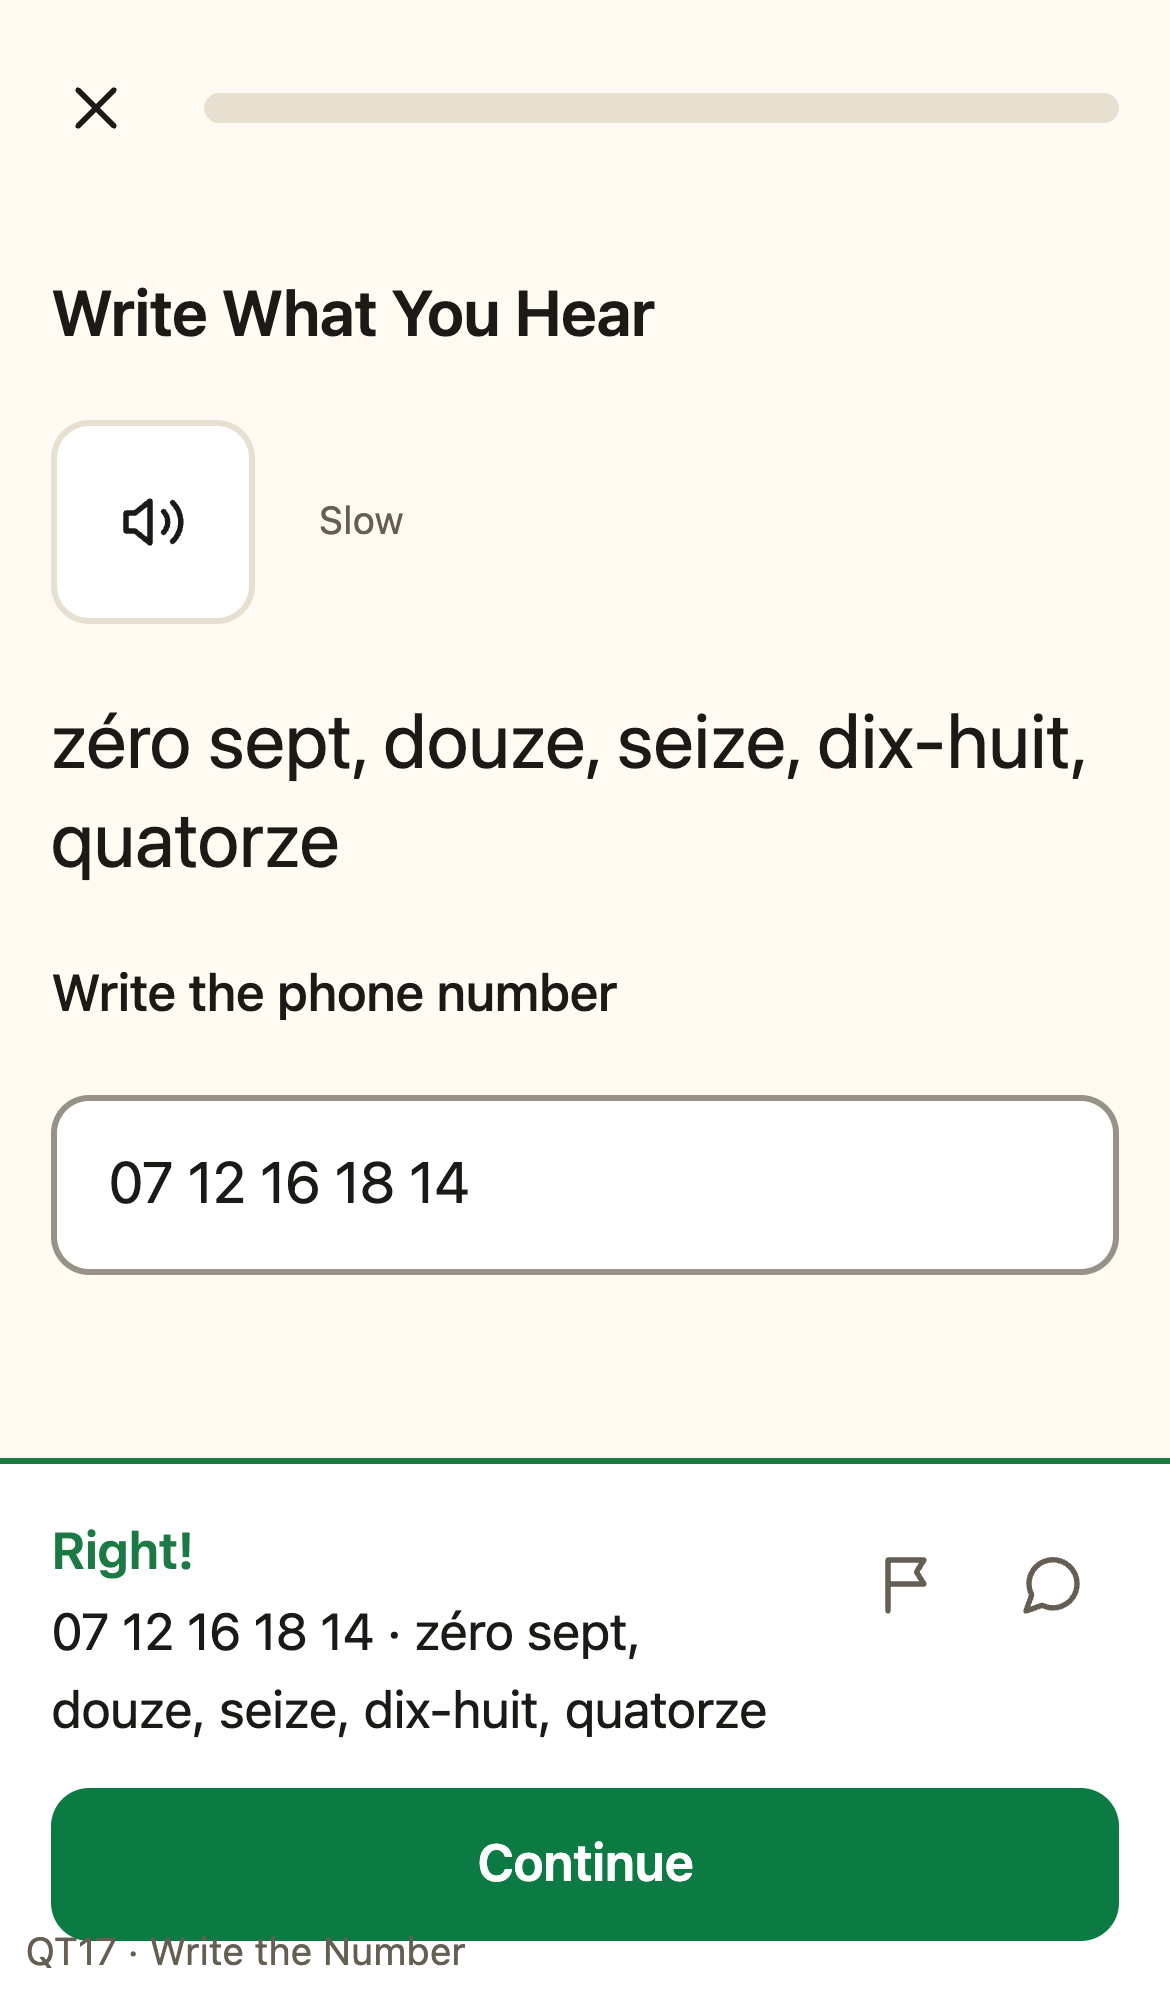 Write What You Hear
Slow
zéro sept, douze, seize, dix-huit,
quatorze
Write the phone number
07 12 16 18 14
Right!
07 12 16 18 14 · zéro sept,
douze, seize, dix-huit, quatorze
Continue
QT17 · Write the Number